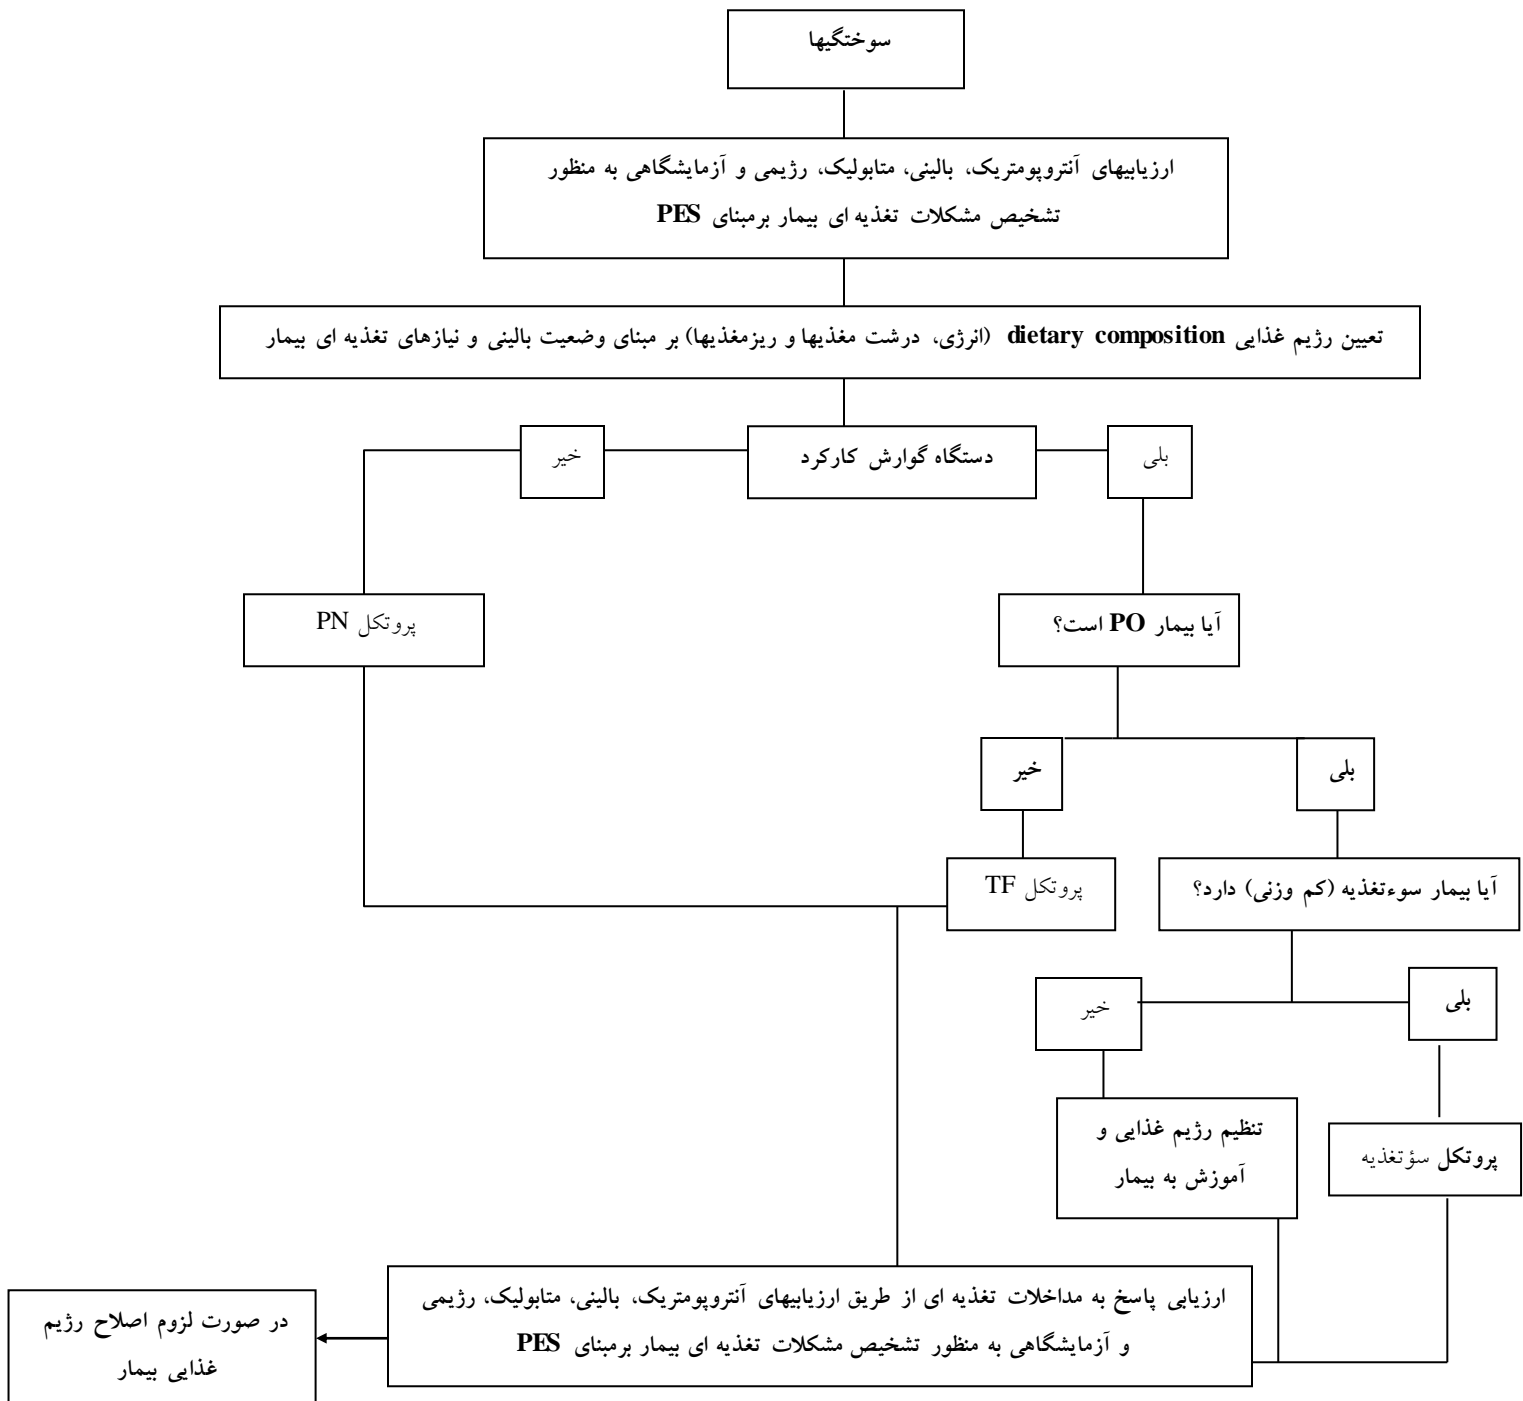 سوختگیها
ارزیابیهای آنتروپومتریک، بالینی، متابولیک، رژیمی و آزمایشگاهی به منظور
تشخیص مشکلات تغذیه ای بیمار برمبنای PES
تعیین رژیم غذایی dietary composition (انرژی، درشت مغذیها و ریزمغذیها) بر مبنای وضعیت بالینی و نیازهای تغذیه ای بیمار
بلی
دستگاه گوارش کارکرد
خیر
آیا بیمار PO است؟
پروتکل PN
بلی
خیر
آیا بیمار سوءتغذیه (کم وزنی) دارد؟
پروتکل TF
بلی
خیر
پروتکل سؤتغذیه
تنظیم رژیم غذایی و
آموزش به بیمار
ارزیابی پاسخ به مداخلات تغذیه ای از طریق ارزیابیهای آنتروپومتریک، بالینی، متابولیک، رژیمی
و آزمایشگاهی به منظور تشخیص مشکلات تغذیه ای بیمار برمبنای PES
در صورت لزوم اصلاح رژیم
غذایی بیمار